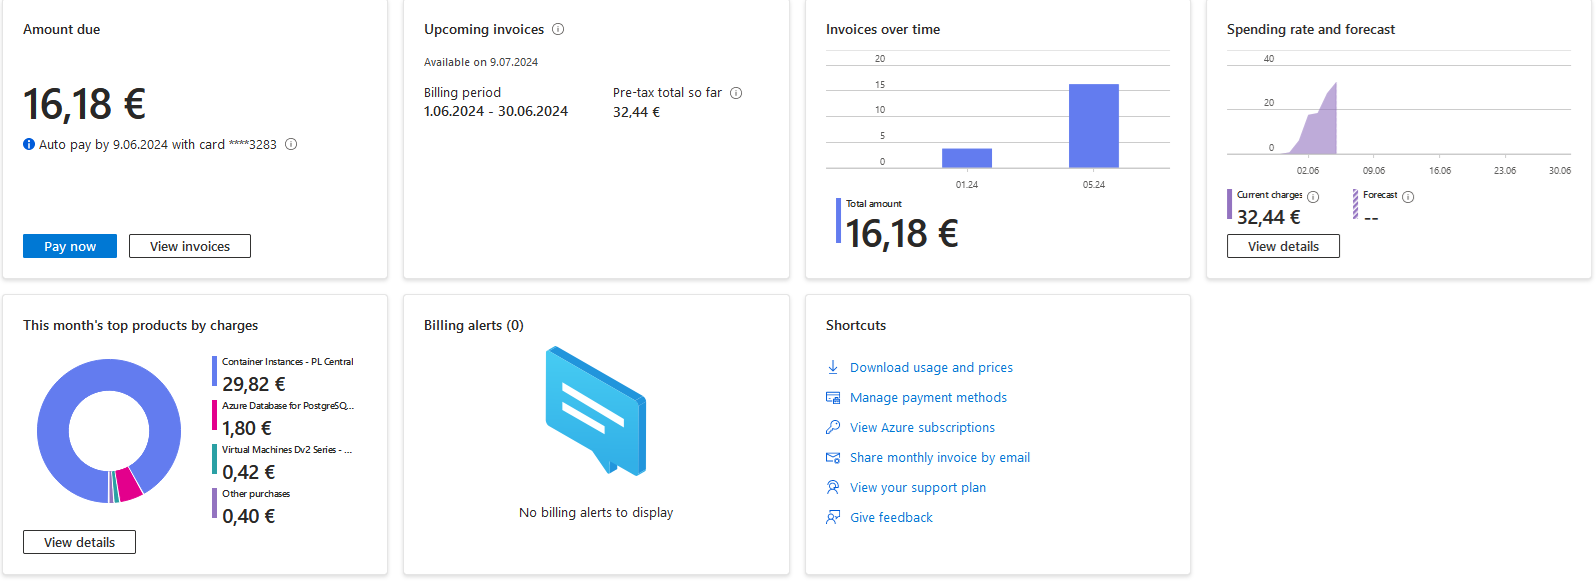 Amount due
16,18 €
Auto pay by 9.06.2024 with card ****3283
Pay now
View invoices
Upcoming invoices
Available on 9.07.2024
Billing period
1.06.2024 - 30.06.2024
Pre-tax total so far
32,44 €
Invoices over time
20
15
10
5
0
01.24
05.24
Total amount
16,18 €
Spending rate and forecast
40
20
0
02.06
09.06
16.06
23.06
30.06
Current charges
32,44 €
Forecast
--
View details
This month's top products by charges
Container Instances - PL Central
29,82 €
Azure Database for PostgreSQ...
1,80 €
Virtual Machines Dv2 Series - ...
0,42 €
Other purchases
0,40 €
View details
Billing alerts (0)
No billing alerts to display
Shortcuts
Download usage and prices
Manage payment methods
View Azure subscriptions
Share monthly invoice by email
View your support plan
Give feedback